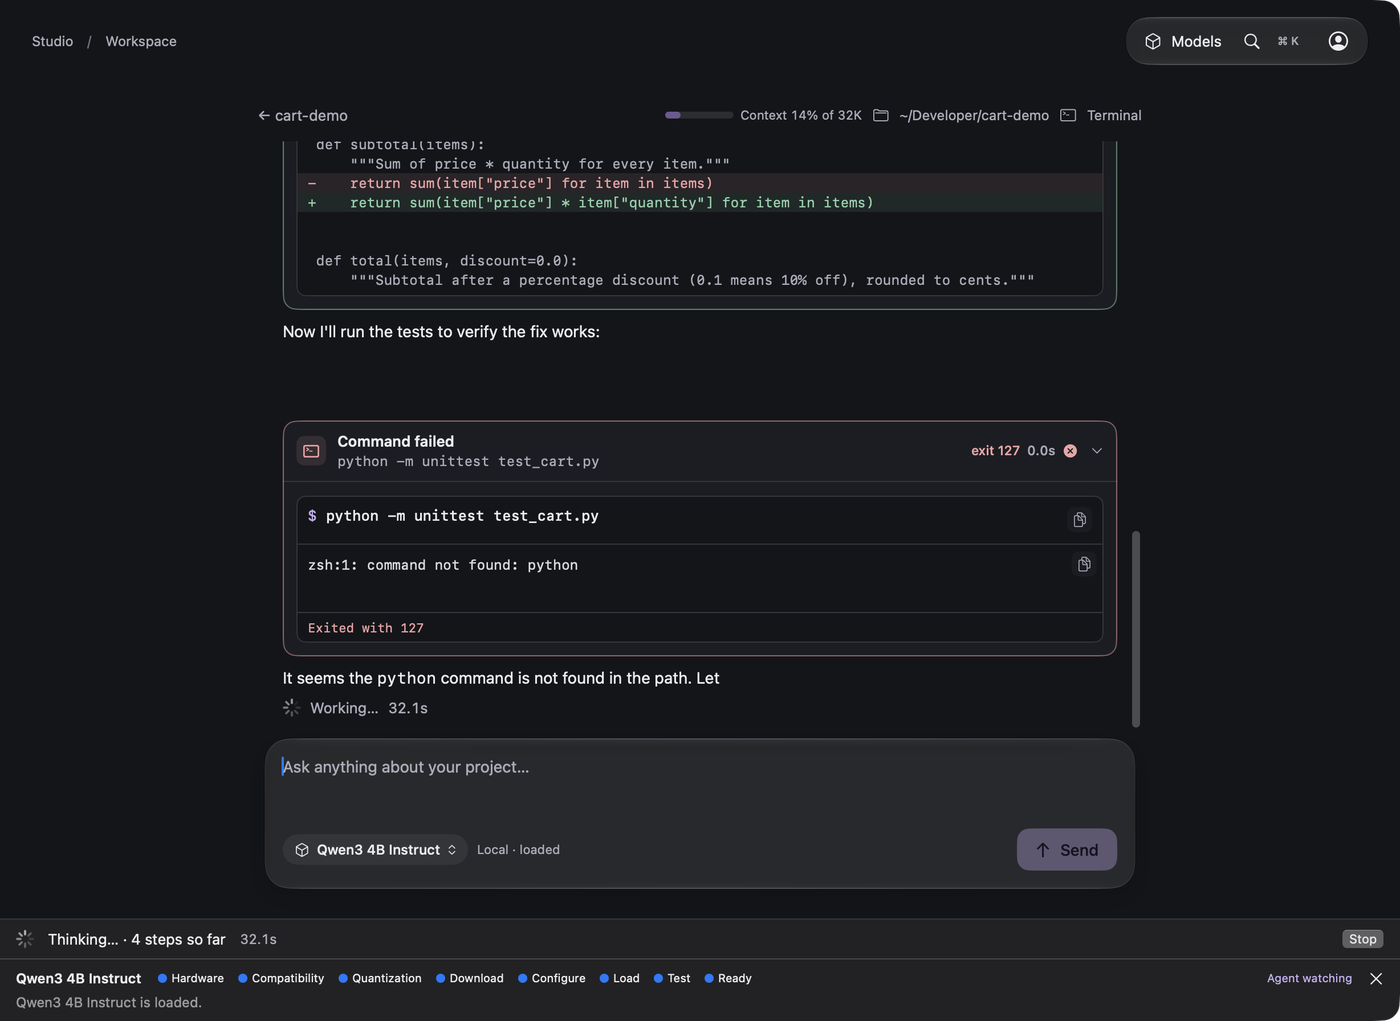 Studio / Workspace
Models ⌘ K
← cart-demo
Context 14% of 32K ~/Developer/cart-demo Terminal
def subtotal(items):
"""Sum of price * quantity for every item."""
- return sum(item["price"] for item in items)
+ return sum(item["price"] * item["quantity"] for item in items)
def total(items, discount=0.0):
"""Subtotal after a percentage discount (0.1 means 10% off), rounded to cents."""
Now I'll run the tests to verify the fix works:
Command failed
python -m unittest test_cart.py
exit 127 0.0s
$ python -m unittest test_cart.py
zsh:1: command not found: python
Exited with 127
It seems the python command is not found in the path. Let
Working... 32.1s
Ask anything about your project...
Qwen3 4B Instruct Local · loaded
Send
Thinking... · 4 steps so far 32.1s Stop
Qwen3 4B Instruct Hardware Compatibility Quantization Download Configure Load Test Ready Agent watching
Qwen3 4B Instruct is loaded.